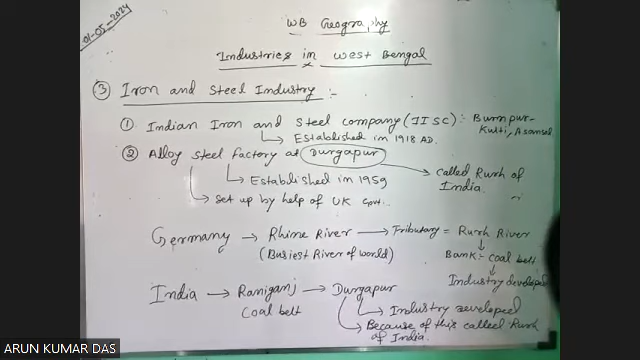 01-05-2024
WB Geography
Industries in West Bengal
③ Iron and Steel Industry :-
① Indian Iron and Steel company (IISC) :- Burnpur-
Kulti, Asansol
Established in 1918 AD.
② Alloy Steel factory at Durgapur
called Rurh of
India.
Established in 1959
Set up by help of UK Govt.
Germany → Rhine River → Tributary = Rurh River
(Busiest River of world)
Bank:- Coal belt
Industry developed
India → Raniganj → Durgapur
Coal belt
Industry developed
Because of this called Rurh
of India.
ARUN KUMAR DAS